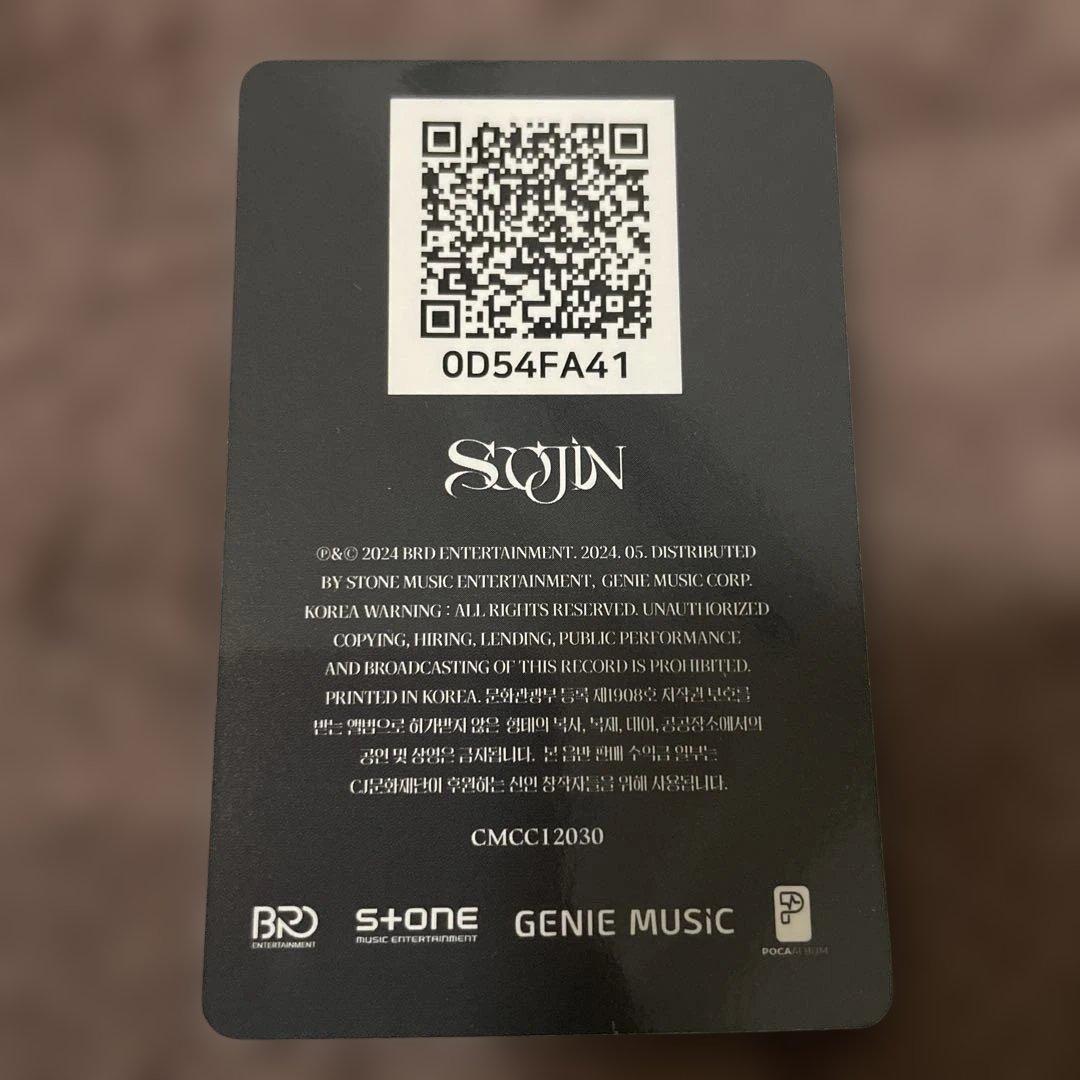 0D54FA41
SOOJIN
℗&© 2024 BRD ENTERTAINMENT. 2024. 05. DISTRIBUTED
BY STONE MUSIC ENTERTAINMENT, GENIE MUSIC CORP.
KOREA WARNING : ALL RIGHTS RESERVED. UNAUTHORIZED
COPYING, HIRING, LENDING, PUBLIC PERFORMANCE
AND BROADCASTING OF THIS RECORD IS PROHIBITED.
PRINTED IN KOREA. 문화관광부 등록 제1908호 저작권 보호를
받는 앨범으로 허가받지 않은 형태의 복사, 복제, 대여, 공공장소에서의
공연 및 상영은 금지됩니다. 본 음반 판매 수익금 일부는
CJ문화재단이 후원하는 신인 창작자들을 위해 사용됩니다.
CMCC12030
BRD
ENTERTAINMENT
STONE
MUSIC ENTERTAINMENT
GENIE MUSiC
POCAALBUM